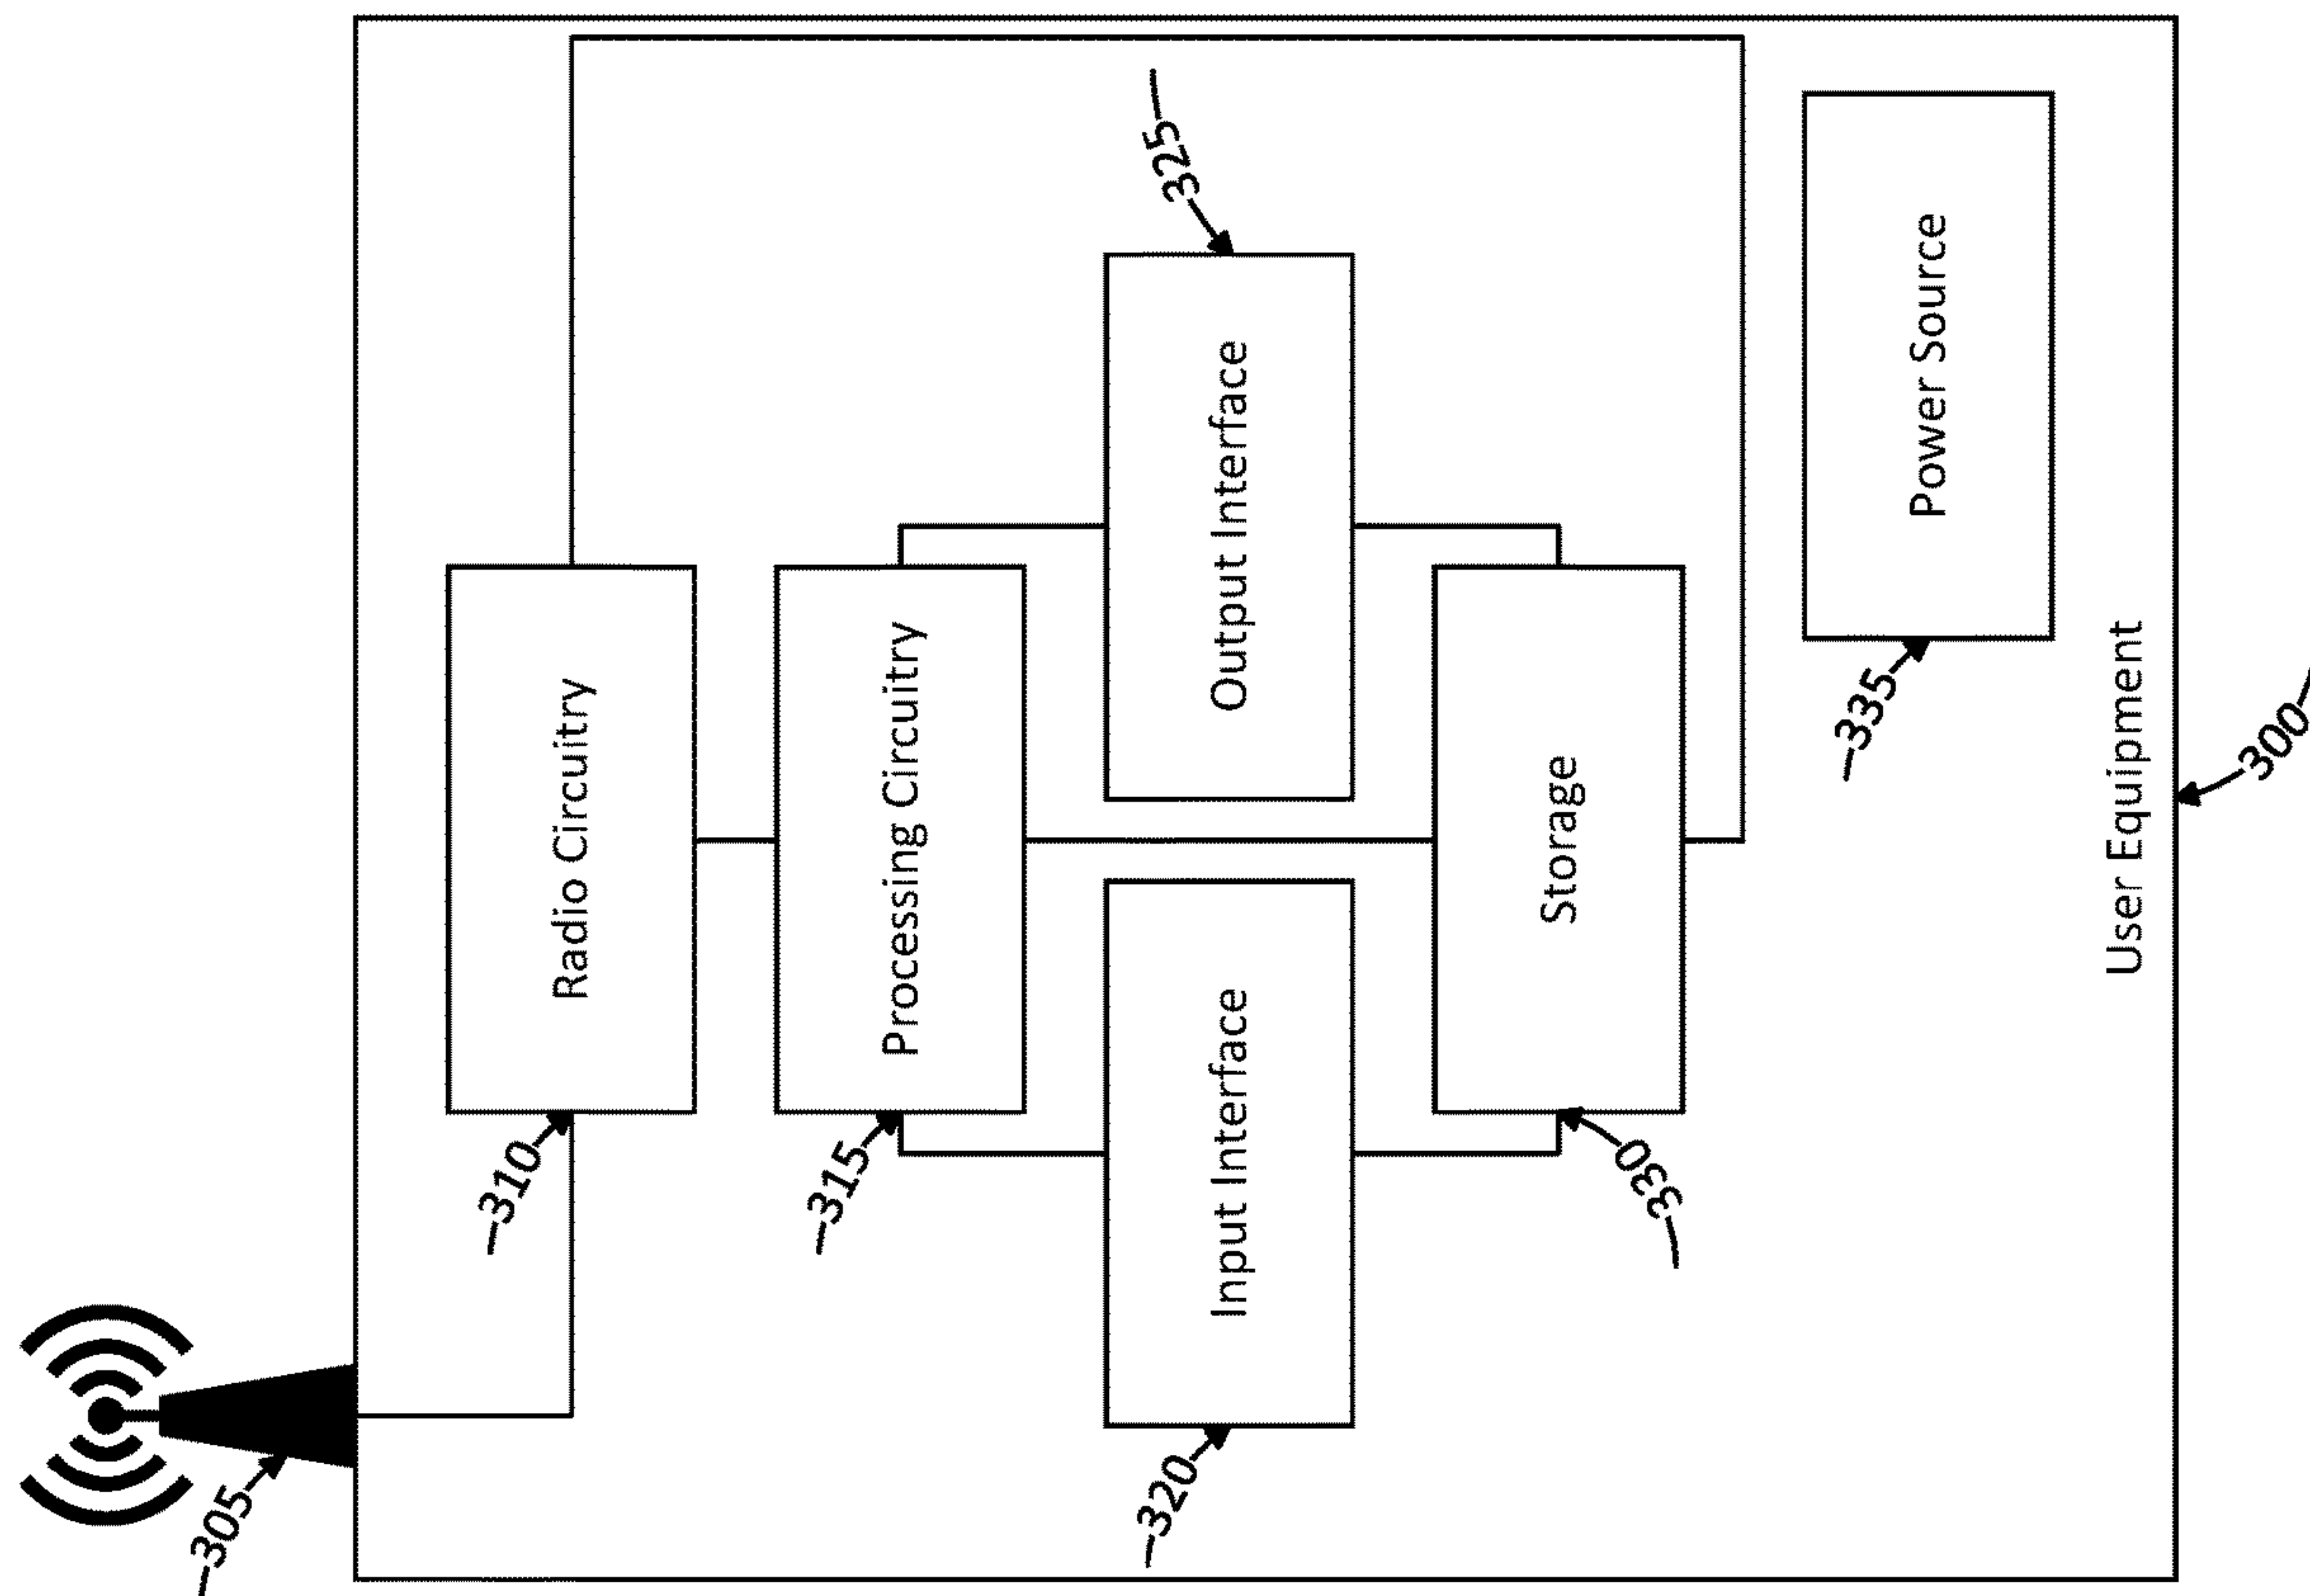 305
310
Radio Circuitry
315
Processing Circuitry
320
Input Interface
325
Output Interface
330
Storage
335
Power Source
User Equipment
300